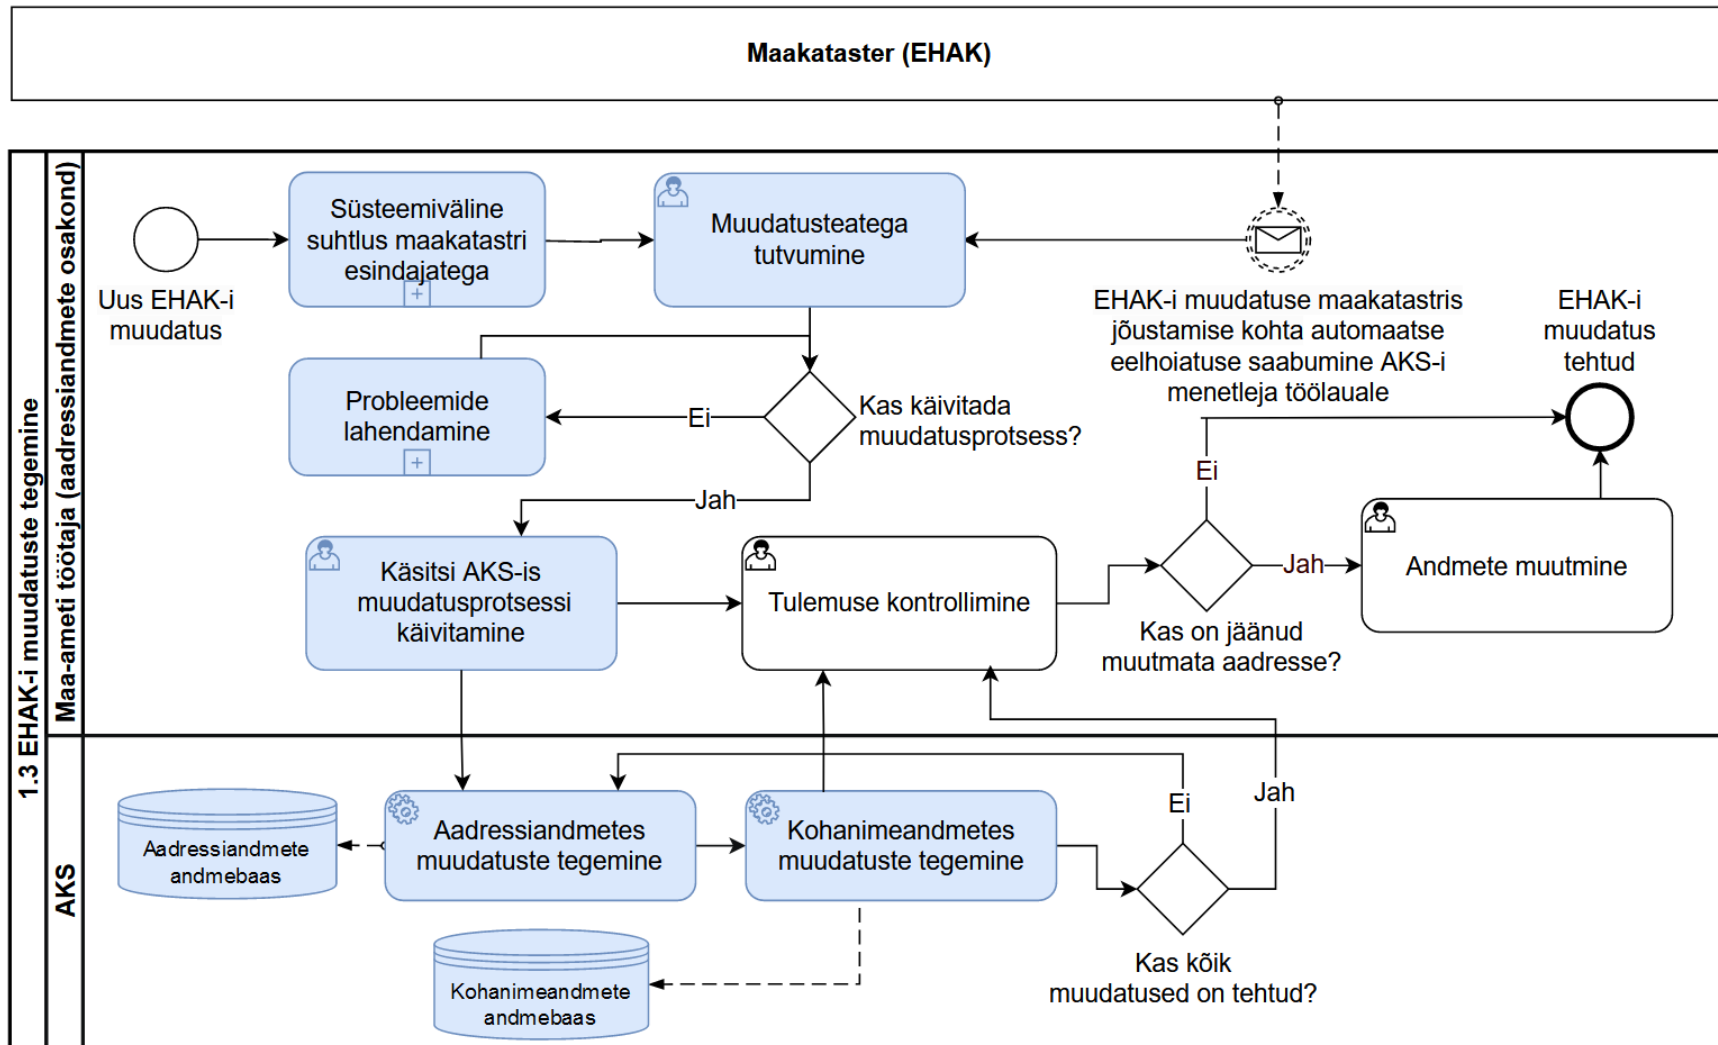 Maakataster (EHAK)
1.3 EHAK-i muudatuste tegemine
Maa-ameti töötaja (aadressiandmete osakond)
Uus EHAK-i
muudatus
Süsteemiväline
suhtlus maakatastri
esindajatega
Muudatusteatega
tutvumine
EHAK-i muudatuse maakatastris
jõustamise kohta automaatse
eelhoiatuse saabumine AKS-i
menetleja töölauale
EHAK-i
muudatus
tehtud
Probleemide
lahendamine
Ei
Kas käivitada
muudatusprotsess?
Jah
Käsitsi AKS-is
muudatusprotsessi
käivitamine
Tulemuse kontrollimine
Ei
Jah
Kas on jäänud
muutmata aadresse?
Andmete muutmine
AKS
Aadressiandmete
andmebaas
Aadressiandmetes
muudatuste tegemine
Kohanimeandmetes
muudatuste tegemine
Ei
Jah
Kas kõik
muudatused on tehtud?
Kohanimeandmete
andmebaas